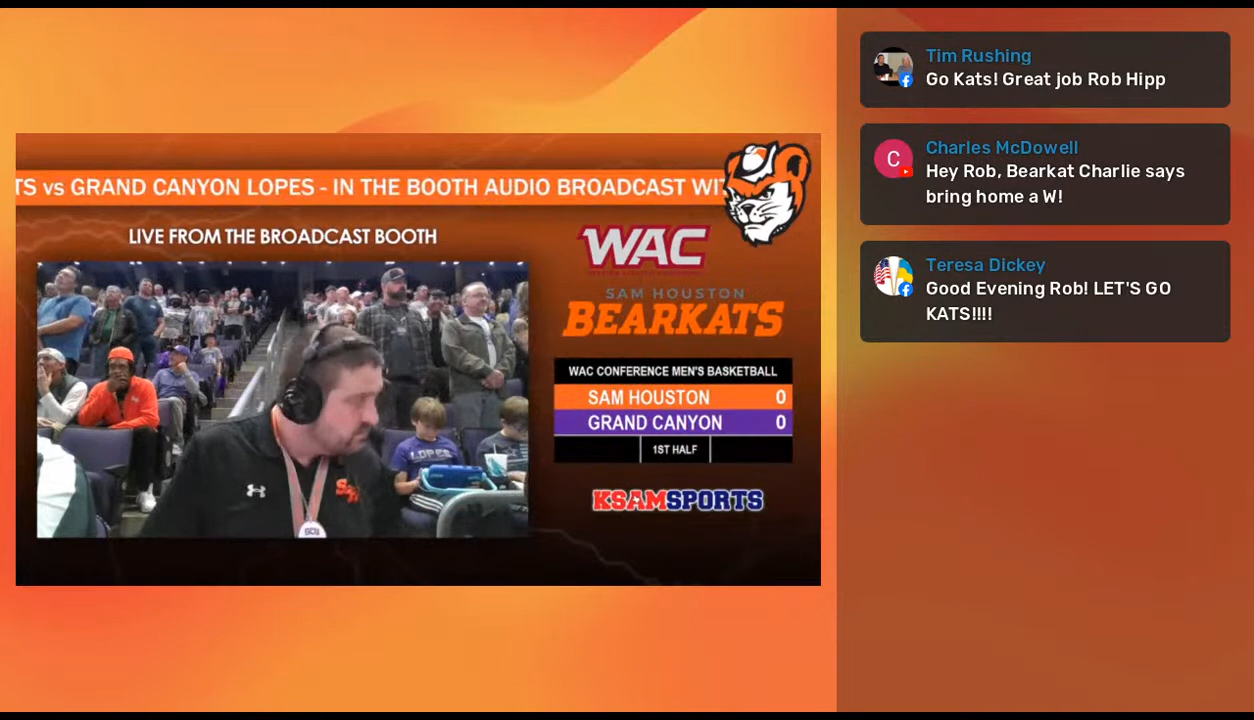 TS vs GRAND CANYON LOPES - IN THE BOOTH AUDIO BROADCAST WIT
LIVE FROM THE BROADCAST BOOTH
WAC
SAM HOUSTON
BEARKATS
WAC CONFERENCE MEN'S BASKETBALL
SAM HOUSTON 0
GRAND CANYON 0
1ST HALF
KSAMSPORTS
LOPES
SH
GCU
Tim Rushing
Go Kats! Great job Rob Hipp
C
Charles McDowell
Hey Rob, Bearkat Charlie says
bring home a W!
Teresa Dickey
Good Evening Rob! LET'S GO
KATS!!!!